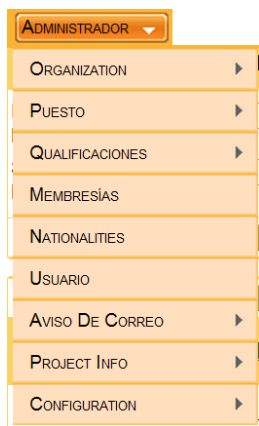 Administrador
Organization
Puesto
Qualificaciones
Membresías
Nationalities
Usuario
Aviso De Correo
Project Info
Configuration